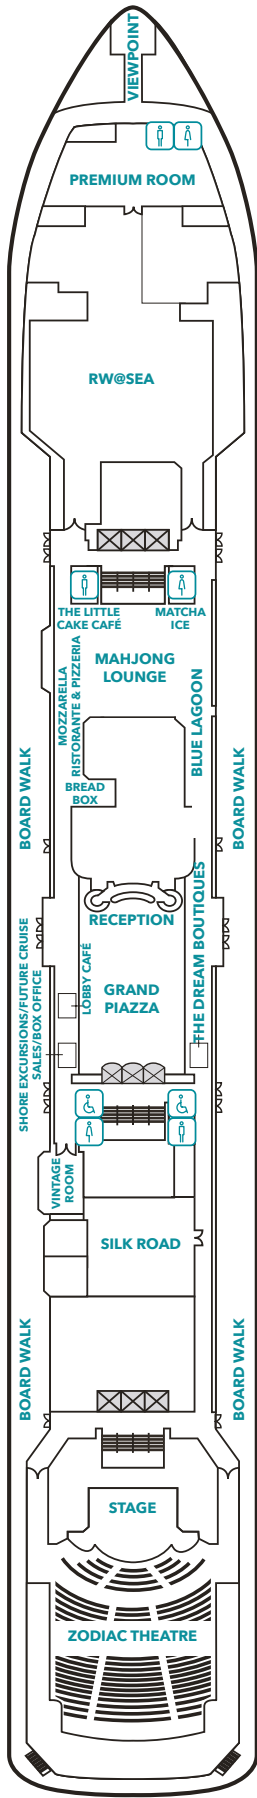 VIEWPOINT
PREMIUM ROOM
RW@SEA
THE LITTLE
CAKE CAFÉ
MATCHA
ICE
MAHJONG
LOUNGE
MOZZARELLA
RISTORANTE & PIZZERIA
BLUE LAGOON
BREAD
BOX
BOARD WALK
BOARD WALK
RECEPTION
THE DREAM BOUTIQUES
LOBBY CAFÉ
GRAND
PIAZZA
SHORE EXCURSIONS/FUTURE CRUISE
SALES/BOX OFFICE
VINTAGE
ROOM
SILK ROAD
BOARD WALK
BOARD WALK
STAGE
ZODIAC THEATRE